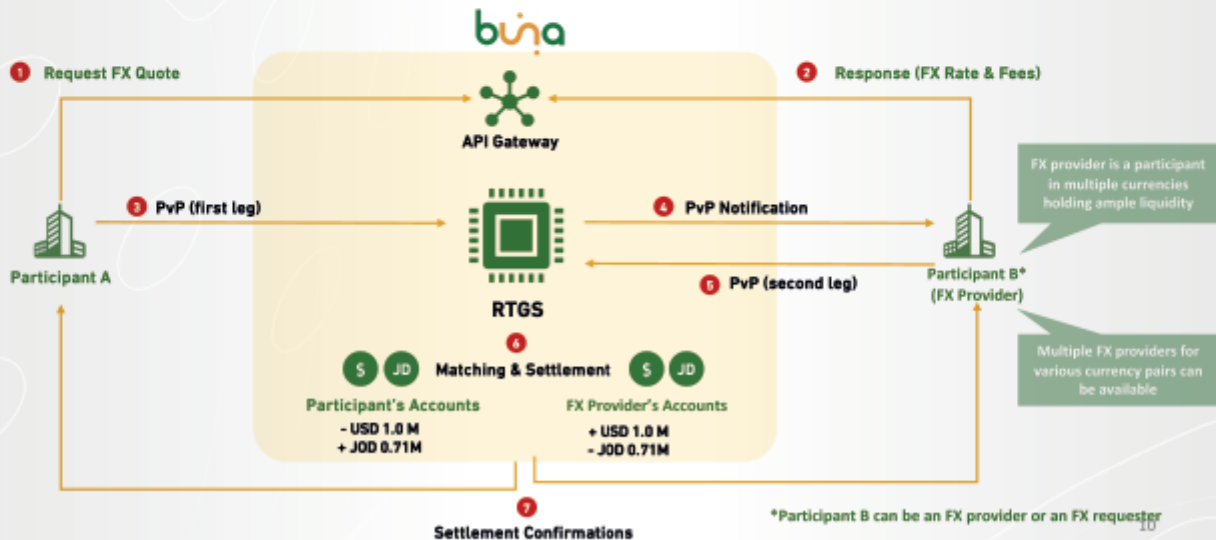 buna
1 Request FX Quote
2 Response (FX Rate & Fees)
API Gateway
FX provider is a participant
in multiple currencies
holding ample liquidity
3 PvP (first leg)
4 PvP Notification
Participant A
Participant B*
(FX Provider)
5 PvP (second leg)
RTGS
6
Multiple FX providers for
various currency pairs can
be available
$ JD Matching & Settlement $ JD
Participant's Accounts
- USD 1.0 M
+ JOD 0.71M
FX Provider's Accounts
+ USD 1.0 M
- JOD 0.71M
7
Settlement Confirmations
*Participant B can be an FX provider or an FX requester
10